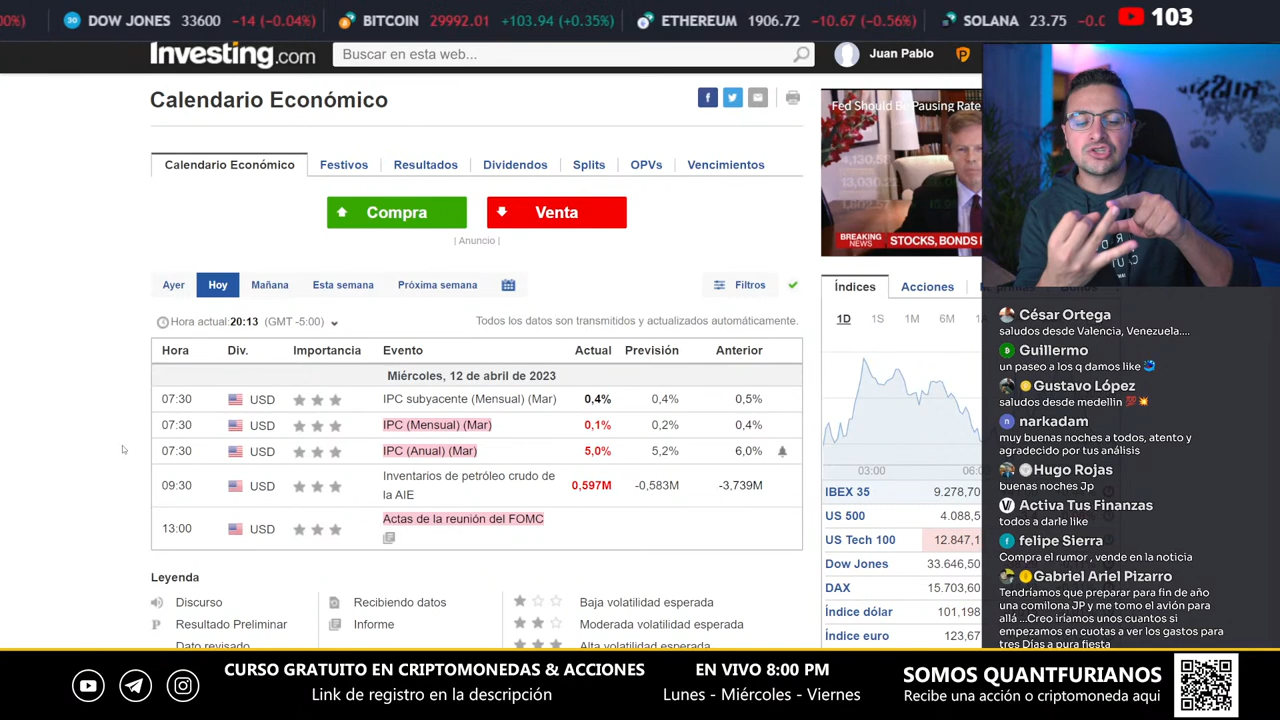 00%)
DOW JONES 33600 -14 (-0.04%)
BITCOIN 29992.01 +103.94 (+0.35%)
ETHEREUM 1906.72 -10.67 (-0.56%)
SOLANA 23.75 -0.0
103
Investing.com
Buscar en esta web...
Juan Pablo
Calendario Económico
Calendario Económico Festivos Resultados Dividendos Splits OPVs Vencimientos
Compra Venta
| Anuncio |
Ayer Hoy Mañana Esta semana Próxima semana Filtros
Hora actual:20:13 (GMT -5:00)
Todos los datos son transmitidos y actualizados automáticamente.
Hora Div. Importancia Evento Actual Previsión Anterior
Miércoles, 12 de abril de 2023
07:30 USD IPC subyacente (Mensual) (Mar) 0,4% 0,4% 0,5%
07:30 USD IPC (Mensual) (Mar) 0,1% 0,2% 0,4%
07:30 USD IPC (Anual) (Mar) 5,0% 5,2% 6,0%
09:30 USD Inventarios de petróleo crudo de
la AIE 0,597M -0,583M -3,739M
13:00 USD Actas de la reunión del FOMC
Leyenda
Discurso Recibiendo datos Baja volatilidad esperada
Resultado Preliminar Informe Moderada volatilidad esperada
Dato revisado Alta volatilidad esperada
Fed Should Be Pausing Rate
BREAKING
NEWS
STOCKS, BONDS
Índices Acciones
1D 1S 1M 6M
03:00 06:0
IBEX 35 9.278,70
US 500 4.088,5
US Tech 100 12.847,1
Dow Jones 33.646,50
DAX 15.703,60
Índice dólar 101,198
Índice euro 123,67
César Ortega
saludos desde Valencia, Venezuela....
Guillermo
un paseo a los q damos like
Gustavo López
saludos desde medellin 💯💥
narkadam
muy buenas noches a todos, atento y
agradecido por tus análisis
Hugo Rojas
buenas noches Jp
Activa Tus Finanzas
todos a darle like
felipe Sierra
Compra el rumor , vende en la noticia
Gabriel Ariel Pizarro
Tendríamos que preparar para fin de año
una comilona JP y me tomo el avión para
allá ...Creo iríamos unos cuantos si
empezamos en cuotas a ver los gastos para
tres Días a pura fiesta
CURSO GRATUITO EN CRIPTOMONEDAS & ACCIONES
Link de registro en la descripción
EN VIVO 8:00 PM
Lunes - Miércoles - Viernes
SOMOS QUANTFURIANOS
Recibe una acción o criptomoneda aqui